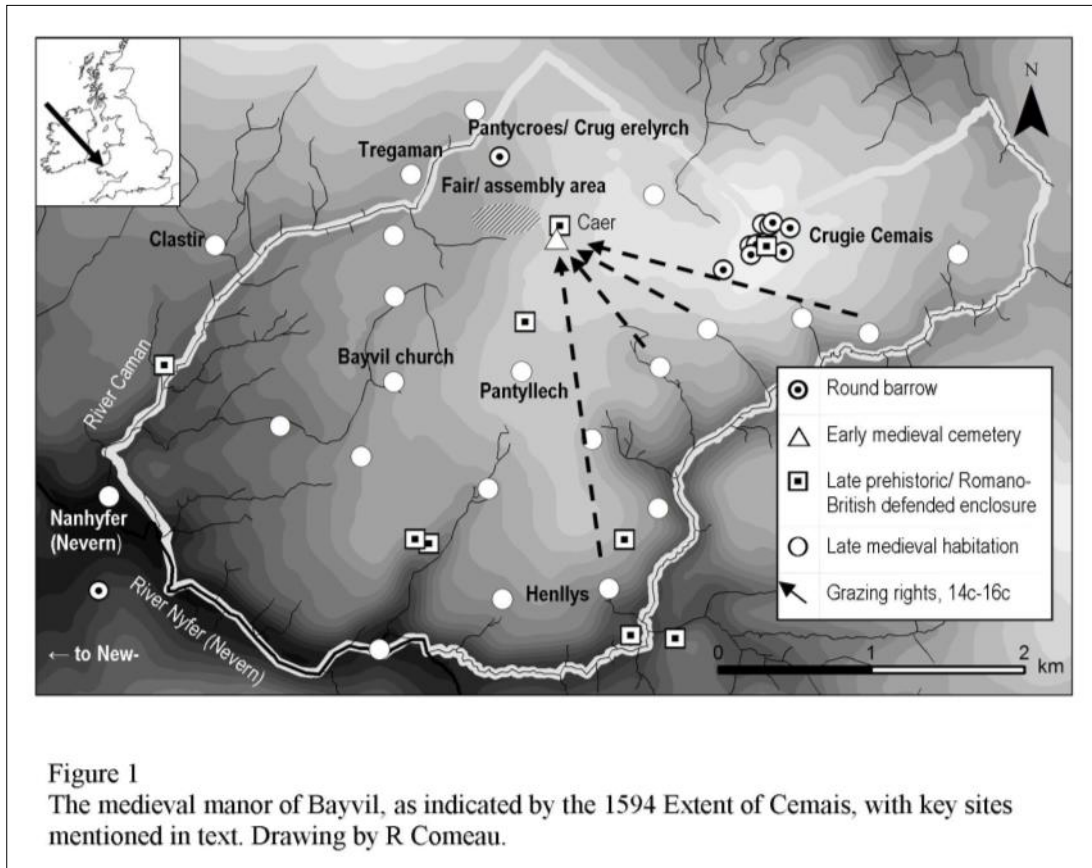 N
Pantycroes/ Crug erelyrch
Tregaman
Fair/ assembly area
Caer
Clastir
Crugie Cemais
Bayvil church
Pantyllech
River Caman
Nanhyfer
(Nevern)
Henllys
River Nyfer (Nevern)
← to New-
Round barrow
Early medieval cemetery
Late prehistoric/ Romano-
British defended enclosure
Late medieval habitation
Grazing rights, 14c-16c
0 1 2
km
Figure 1
The medieval manor of Bayvil, as indicated by the 1594 Extent of Cemais, with key sites
mentioned in text. Drawing by R Comeau.